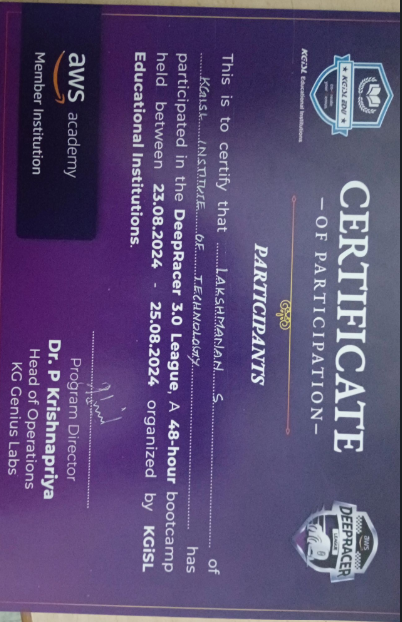 KGiSL EDU
KGiSL Educational Institutions
aws
DEEPRACER
LEAGUE
CERTIFICATE
– OF PARTICIPATION –
PARTICIPANTS
This is to certify that ........ LAKSHMANAN S ........ of
........ KGiSL INSTITUTE OF TECHNOLOGY ........ has
participated in the DeepRacer 3.0 League, A 48-hour bootcamp
held between 23.08.2024 - 25.08.2024 organized by KGiSL
Educational Institutions.
aws academy
Member Institution
Program Director
Dr. P Krishnapriya
Head of Operations
KG Genius Labs